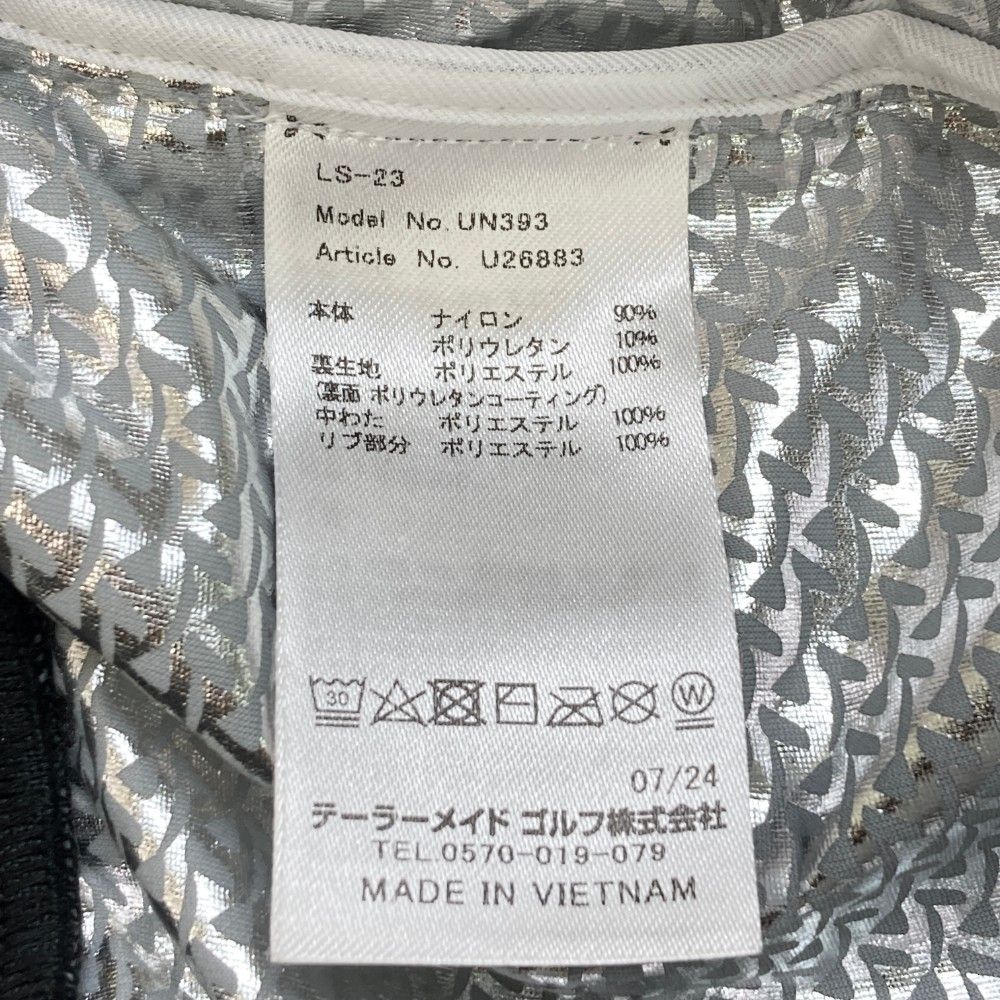 LS-23
Model No. UN393
Article No. U26883
本体 ナイロン 90%
ポリウレタン 10%
裏生地 ポリエステル 100%
(裏面 ポリウレタンコーティング)
中わた ポリエステル 100%
リブ部分 ポリエステル 100%
30 W
07/24
テーラーメイド ゴルフ株式会社
TEL.0570-019-079
MADE IN VIETNAM